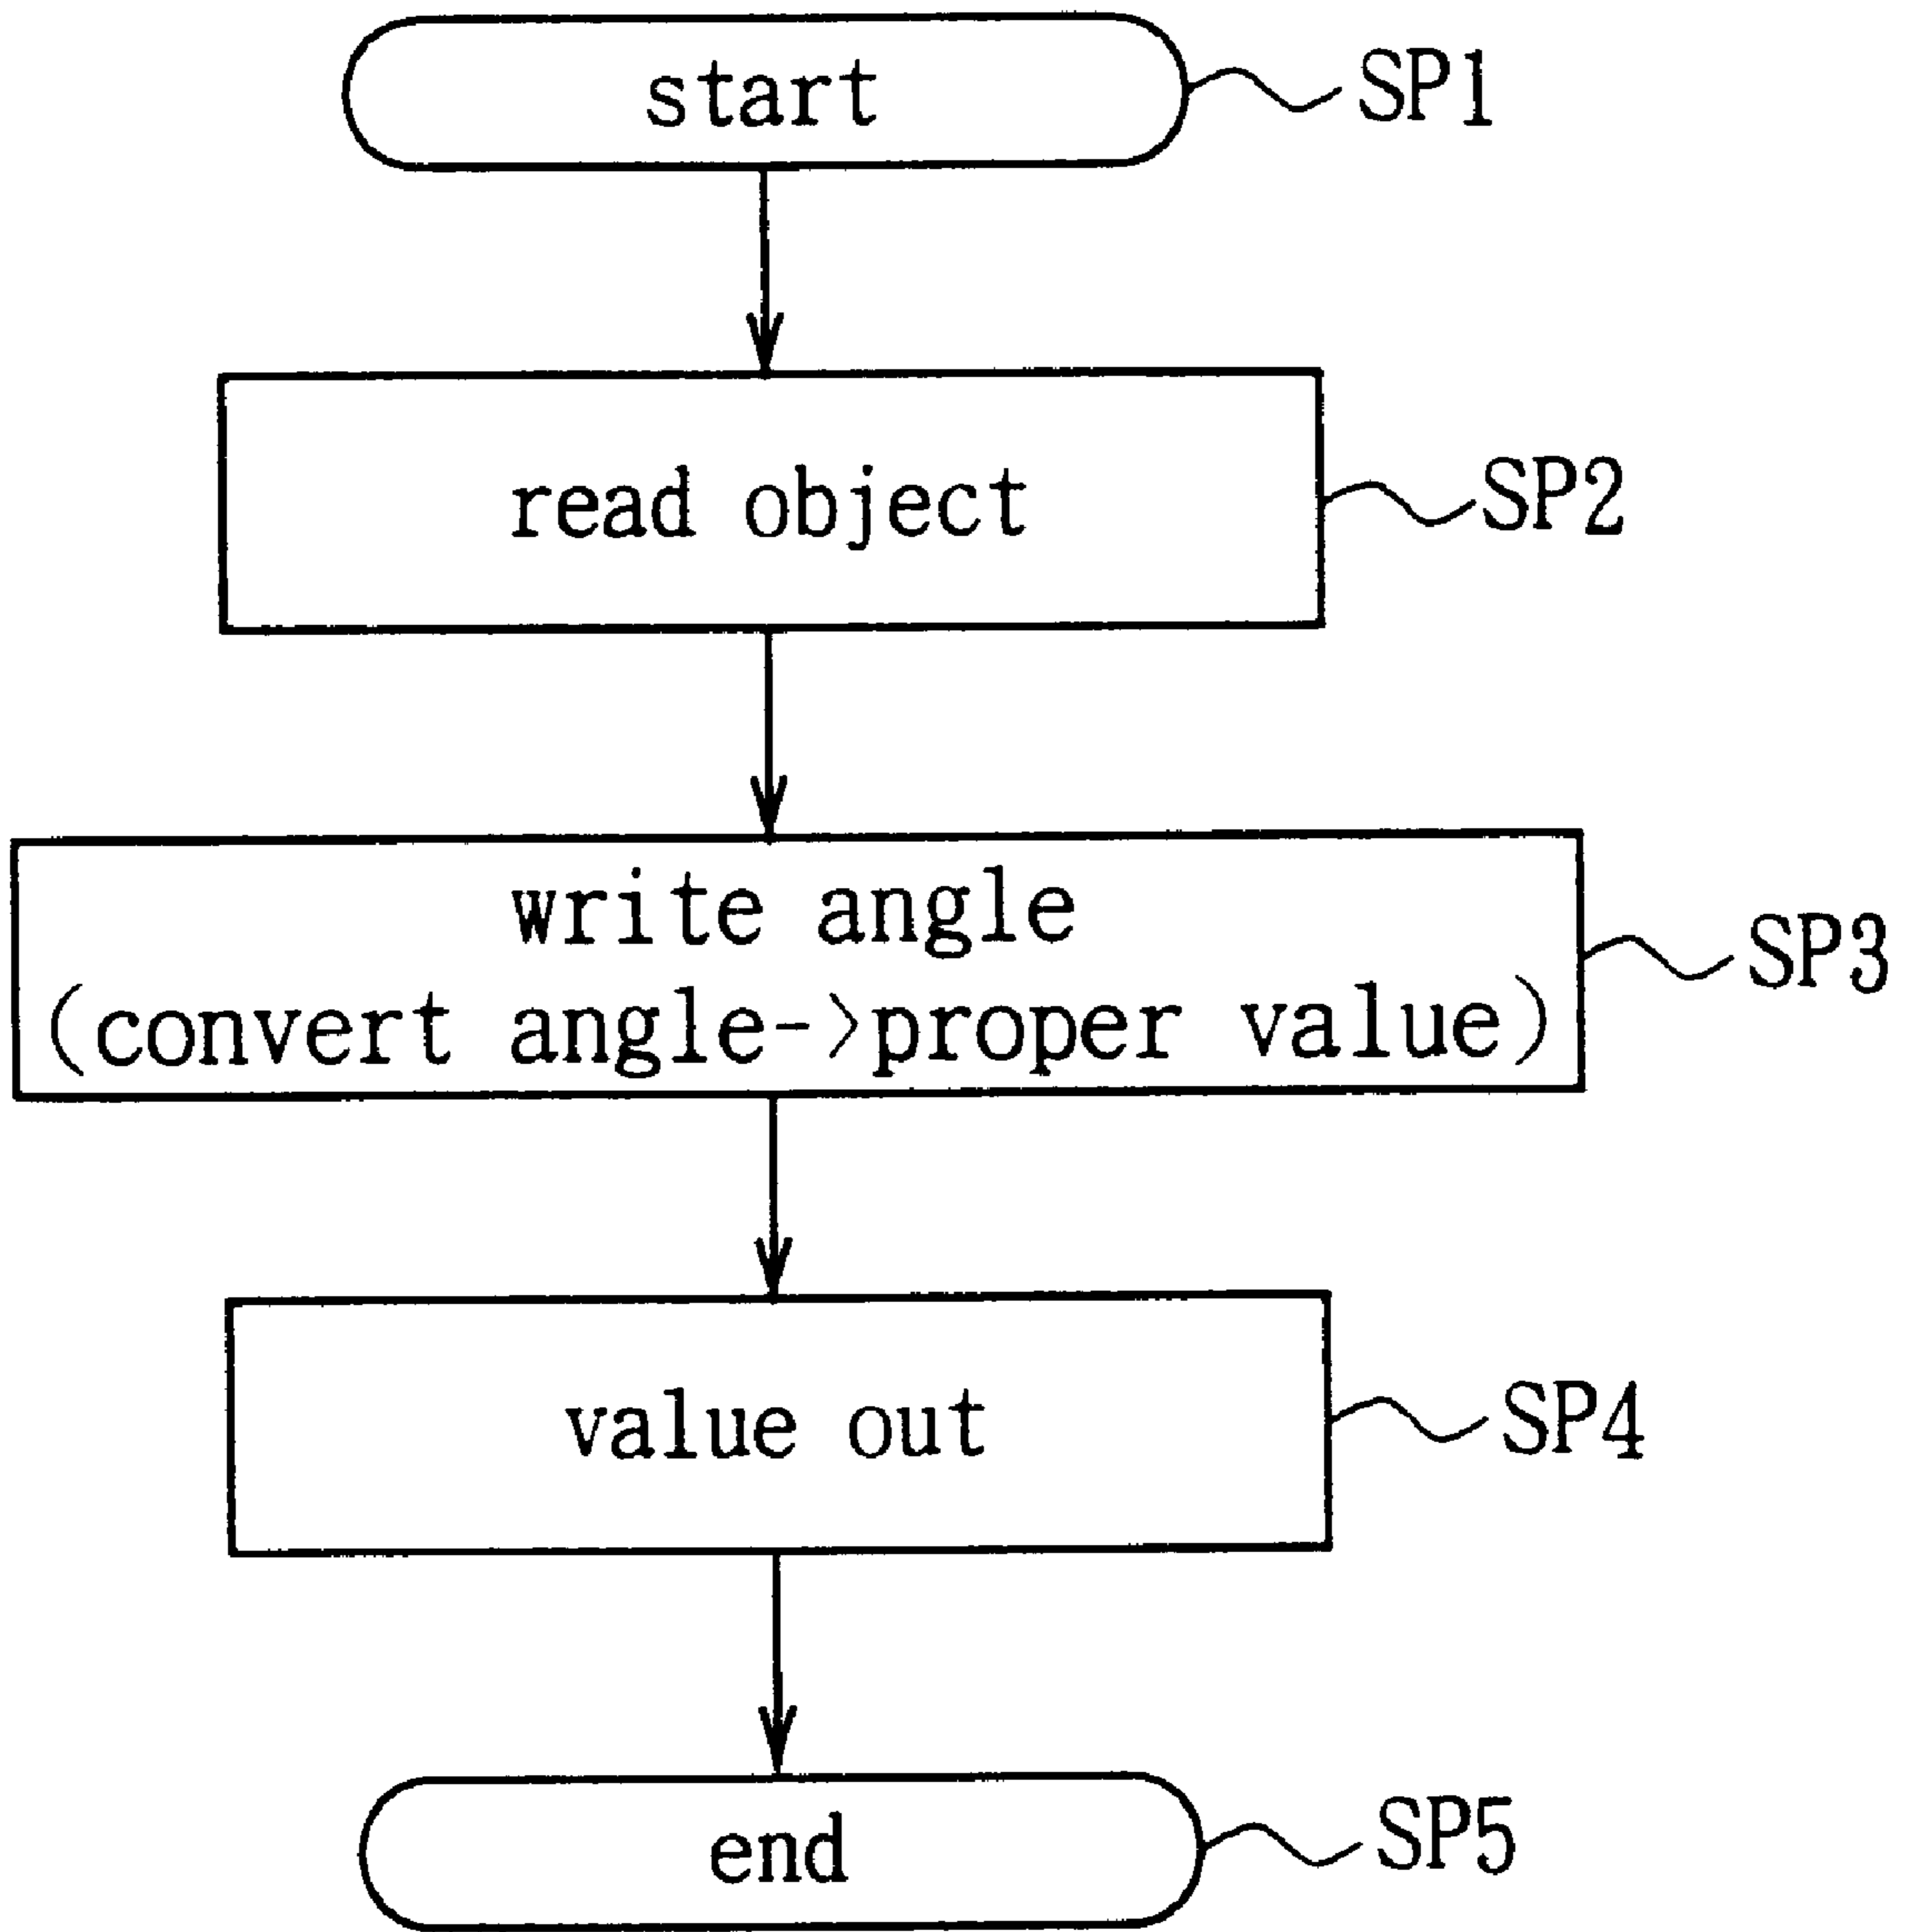 start
SP1
read object
SP2
write angle
(convert angle->proper value)
SP3
value out
SP4
end
SP5